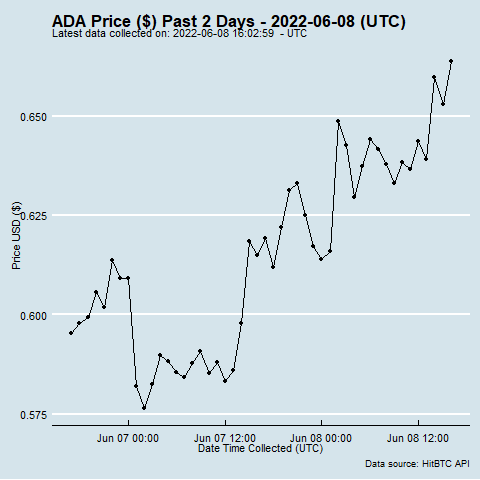 ADA Price ($) Past 2 Days - 2022-06-08 (UTC)
Latest data collected on: 2022-06-08 16:02:59  - UTC
0.650
0.625
0.600
0.575
Price USD ($)
Jun 07 00:00
Jun 07 12:00
Jun 08 00:00
Jun 08 12:00
Date Time Collected (UTC)
Data source: HitBTC API